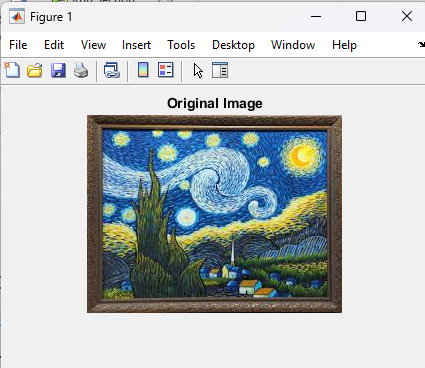 Figure 1
File Edit View Insert Tools Desktop Window Help
Original Image